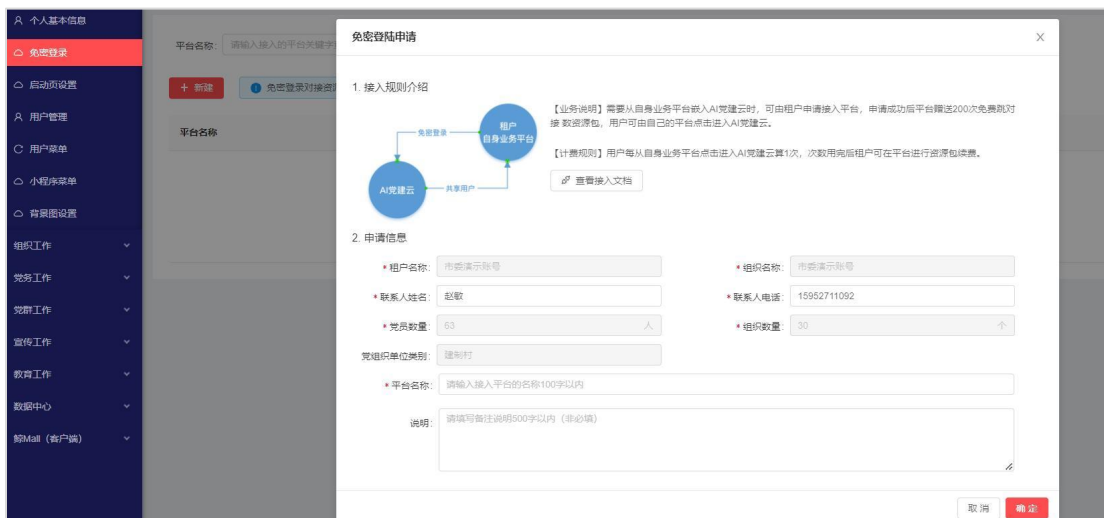 个人基本信息
免密登录
启动页设置
用户管理
用户菜单
小程序菜单
背景图设置
组织工作
党务工作
党群工作
宣传工作
教育工作
数据中心
鲸Mall（客户端）
平台名称: 请输入接入的平台关键字
+ 新建
免密登录对接资源
平台名称
免密登陆申请
1. 接入规则介绍
免密登录
租户
自身业务平台
AI党建云
共享用户
【业务说明】需要从自身业务平台嵌入AI党建云时，可由租户申请接入平台，申请成功后平台赠送200次免费跳对
接 数资源包，用户可由自己的平台点击进入AI党建云。
【计费规则】用户每从自身业务平台点击进入AI党建云算1次，次数用完后租户可在平台进行资源包续费。
查看接入文档
2. 申请信息
* 租户名称: 市委演示账号
* 组织名称: 市委演示账号
* 联系人姓名: 赵敏
* 联系人电话: 15952711092
* 党员数量: 63 人
* 组织数量: 30 个
党组织单位类别: 建制村
* 平台名称: 请输入接入平台的名称100字以内
说明: 请填写备注说明500字以内（非必填）
取 消
确 定